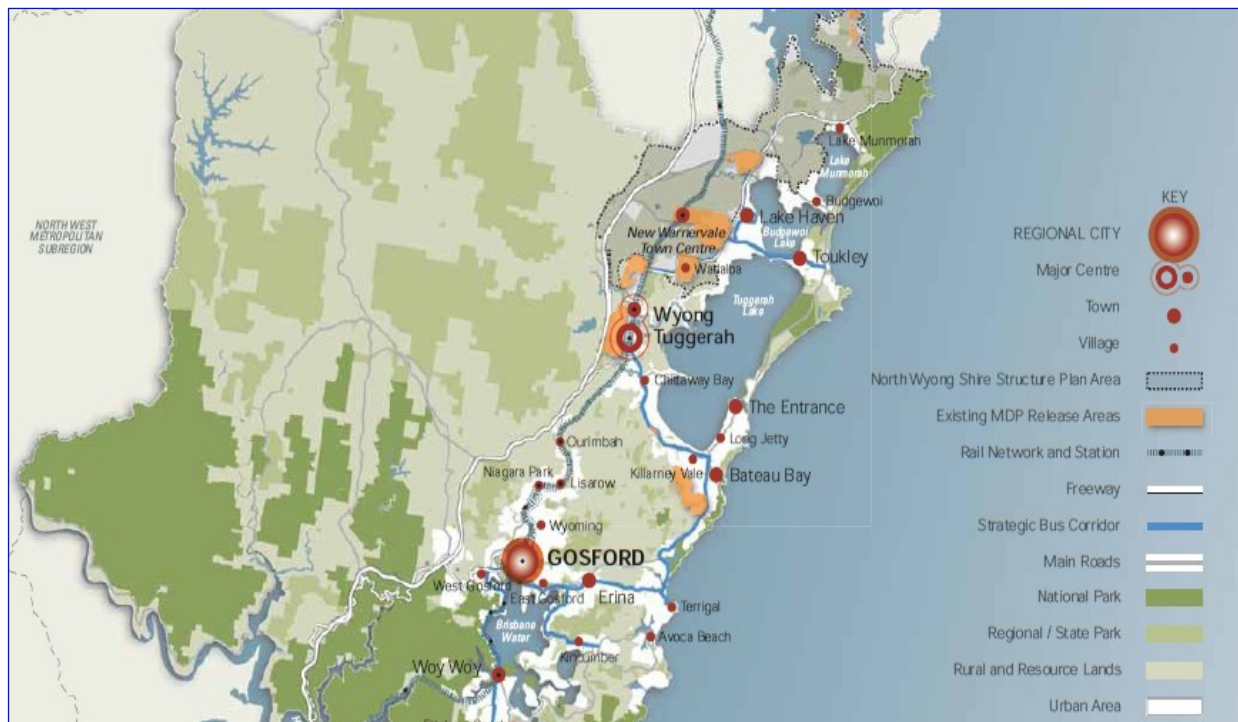 NORTH WEST
METROPOLITAN
SUBREGION
Lake Munmorah
Lake
Munmorah
Budgewoi
Lake Haven
Budgewoi
Lake
New Warnervale
Town Centre
Toukley
Wadalba
Tuggerah
Lake
Wyong
Tuggerah
Chittaway Bay
The Entrance
Long Jetty
Ourimbah
Killarney Vale
Bateau Bay
Niagara Park
Lisarow
Wyoming
GOSFORD
West Gosford
East Gosford
Erina
Terrigal
Brisbane
Water
Avoca Beach
Kincumber
Woy Woy
KEY
REGIONAL CITY
Major Centre
Town
Village
North Wyong Shire Structure Plan Area
Existing MDP Release Areas
Rail Network and Station
Freeway
Strategic Bus Corridor
Main Roads
National Park
Regional / State Park
Rural and Resource Lands
Urban Area